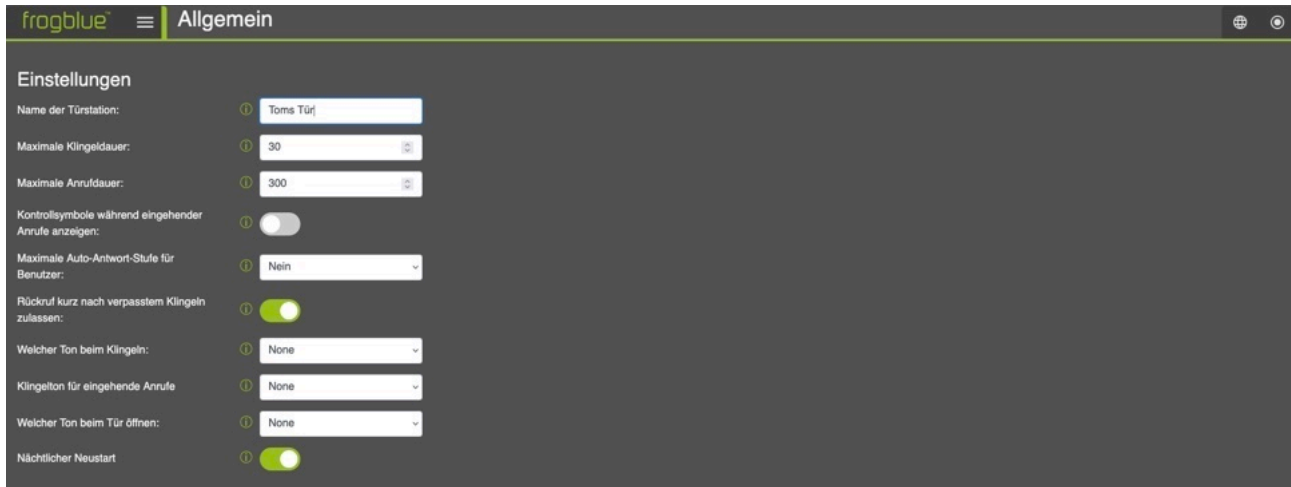 frogblue™ Allgemein
Einstellungen
Name der Türstation: Toms Tür
Maximale Klingeldauer: 30
Maximale Anrufdauer: 300
Kontrollsymbole während eingehender
Anrufe anzeigen:
Maximale Auto-Antwort-Stufe für
Benutzer: Nein
Rückruf kurz nach verpasstem Klingeln
zulassen:
Welcher Ton beim Klingeln: None
Klingelton für eingehende Anrufe None
Welcher Ton beim Tür öffnen: None
Nächtlicher Neustart